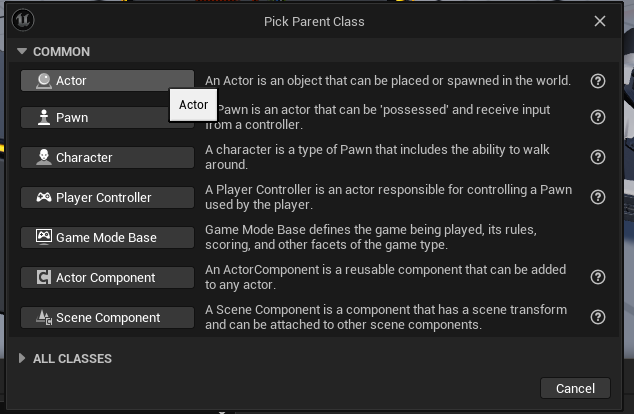 Pick Parent Class
COMMON
Actor
An Actor is an object that can be placed or spawned in the world.
Actor
Pawn
Pawn is an actor that can be 'possessed' and receive input
from a controller.
Character
A character is a type of Pawn that includes the ability to walk
around.
Player Controller
A Player Controller is an actor responsible for controlling a Pawn
used by the player.
Game Mode Base
Game Mode Base defines the game being played, its rules,
scoring, and other facets of the game type.
Actor Component
An ActorComponent is a reusable component that can be added
to any actor.
Scene Component
A Scene Component is a component that has a scene transform
and can be attached to other scene components.
ALL CLASSES
Cancel